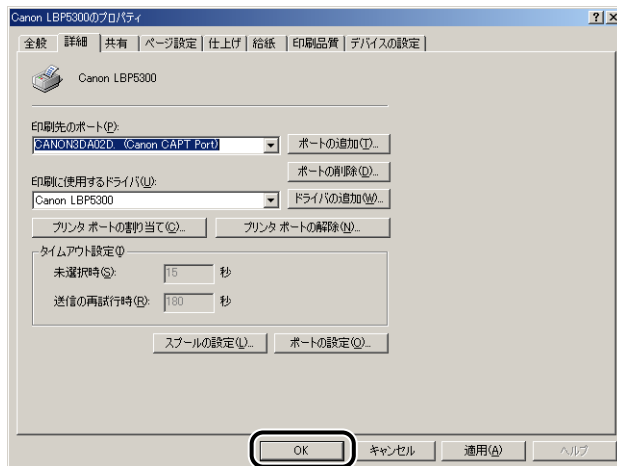 Canon LBP5300のプロパティ
全般 詳細 共有 ページ設定 仕上げ 給紙 印刷品質 デバイスの設定
Canon LBP5300
印刷先のポート(P):
CANON3DA02D, (Canon CAPT Port) ポートの追加(T)...
ポートの削除(D)...
印刷に使用するドライバ(U):
Canon LBP5300 ドライバの追加(W)...
プリンタ ポートの割り当て(C)... プリンタ ポートの解除(N)...
タイムアウト設定(I)
未選択時(S): 15 秒
送信の再試行時(R): 180 秒
スプールの設定(L)... ポートの設定(O)...
OK キャンセル 適用(A) ヘルプ